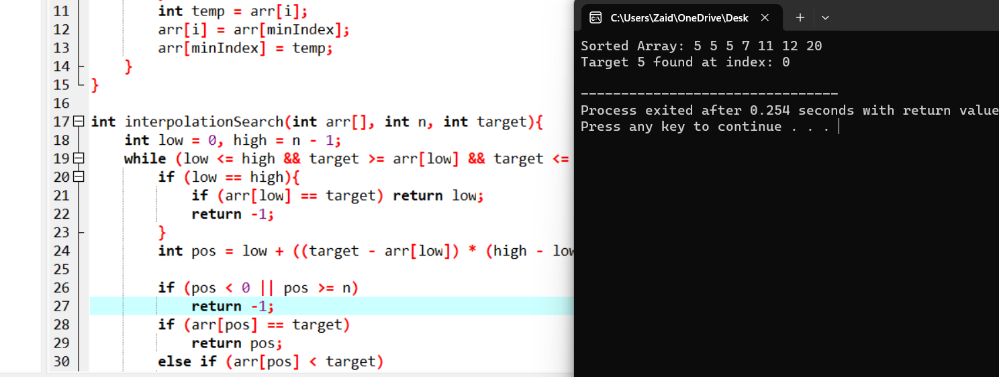 11 int temp = arr[i];
12 arr[i] = arr[minIndex];
13 arr[minIndex] = temp;
14 }
15 }
16
17 int interpolationSearch(int arr[], int n, int target){
18 int low = 0, high = n - 1;
19 while (low <= high && target >= arr[low] && target <=
20 if (low == high){
21 if (arr[low] == target) return low;
22 return -1;
23 }
24 int pos = low + ((target - arr[low]) * (high - low
25
26 if (pos < 0 || pos >= n)
27 return -1;
28 if (arr[pos] == target)
29 return pos;
30 else if (arr[pos] < target)
C:\Users\Zaid\OneDrive\Desk
Sorted Array: 5 5 5 7 11 12 20
Target 5 found at index: 0
--------------------------------
Process exited after 0.254 seconds with return value
Press any key to continue . . .